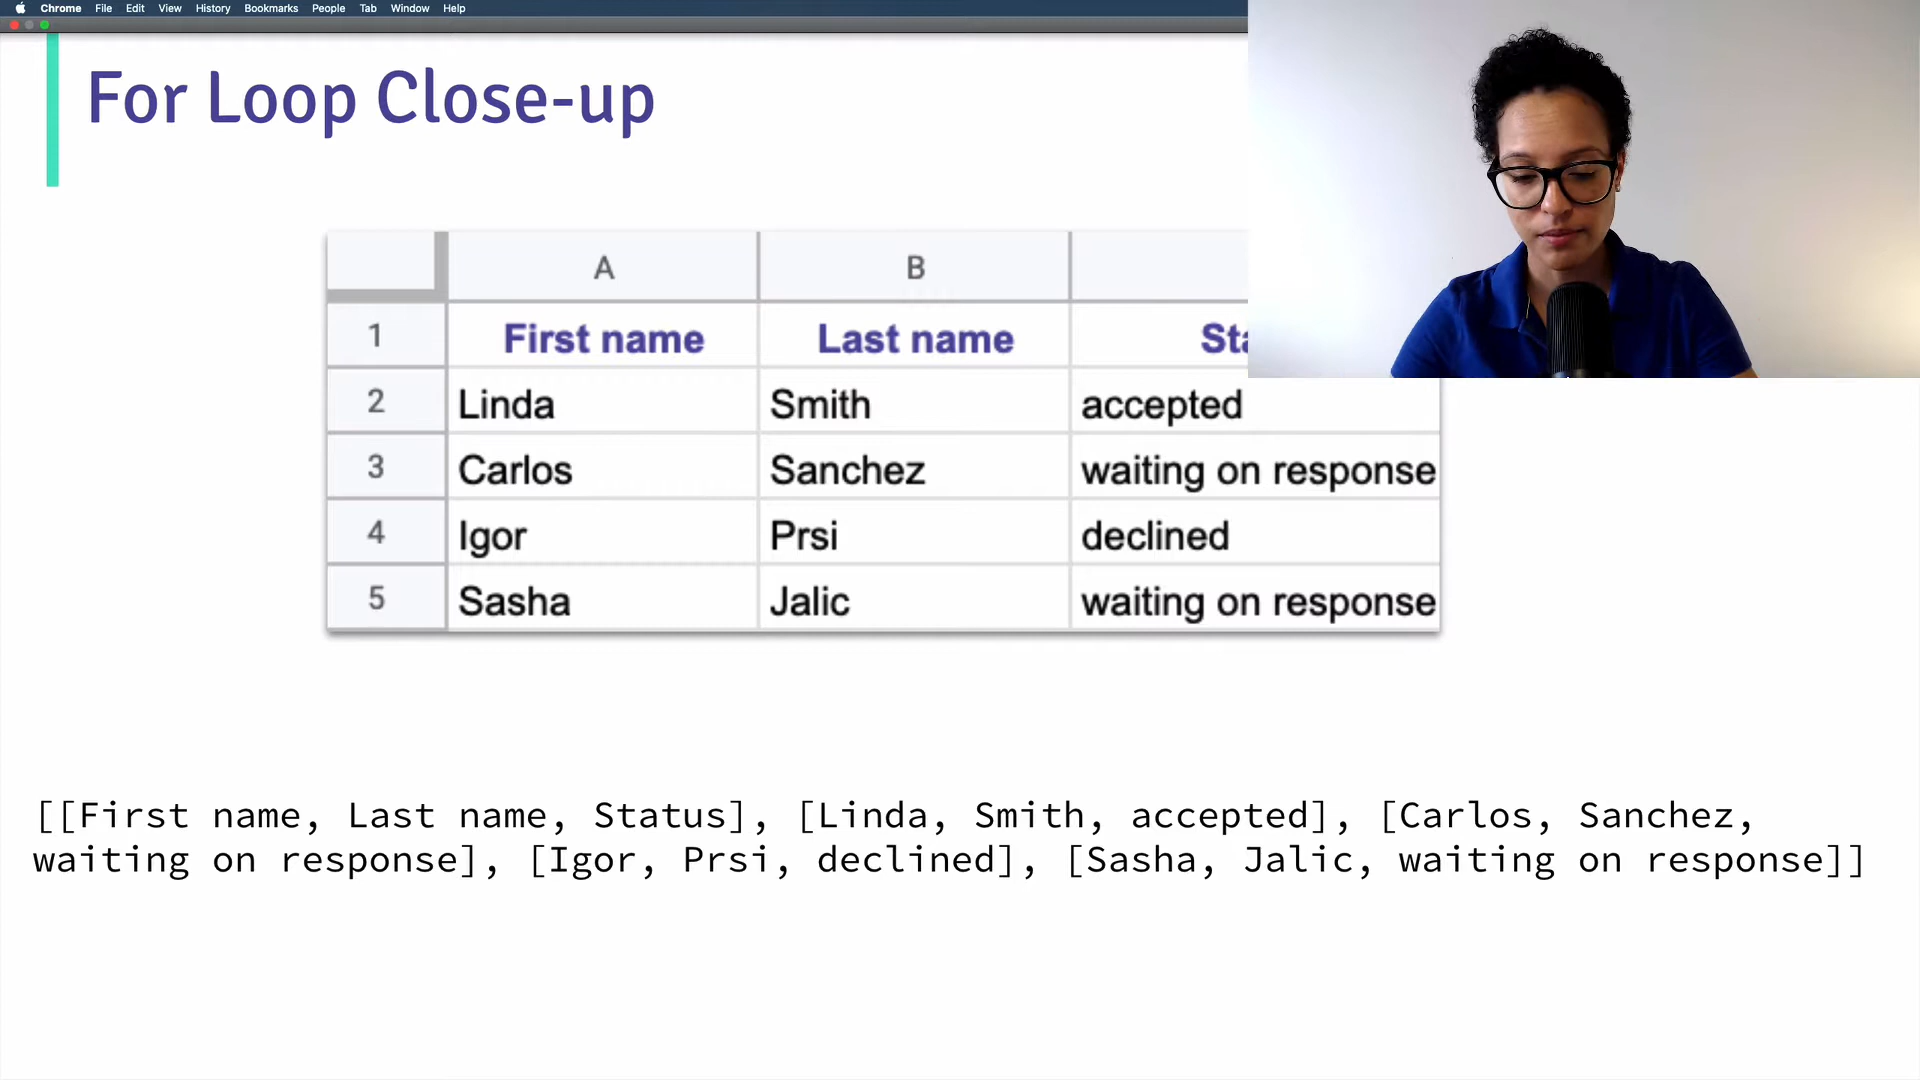 Chrome File Edit View History Bookmarks People Tab Window Help
For Loop Close-up
A B
1 First name Last name
2 Linda Smith accepted
3 Carlos Sanchez waiting on response
4 Igor Prsi declined
5 Sasha Jalic waiting on response
[[First name, Last name, Status], [Linda, Smith, accepted], [Carlos, Sanchez,
waiting on response], [Igor, Prsi, declined], [Sasha, Jalic, waiting on response]]